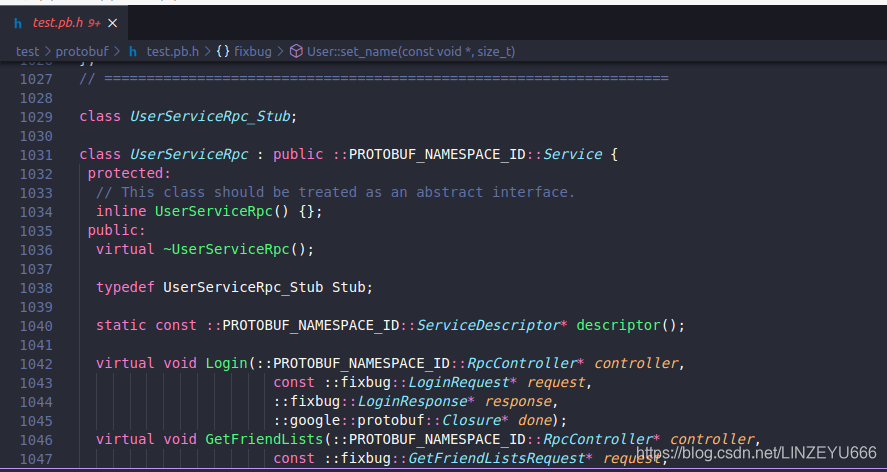 h test.pb.h 9+ ×
test > protobuf > h test.pb.h > {} fixbug > User::set_name(const void *, size_t)
1027 // ===================================================================
1028
1029 class UserServiceRpc_Stub;
1030
1031 class UserServiceRpc : public ::PROTOBUF_NAMESPACE_ID::Service {
1032 protected:
1033 // This class should be treated as an abstract interface.
1034 inline UserServiceRpc() {};
1035 public:
1036 virtual ~UserServiceRpc();
1037
1038 typedef UserServiceRpc_Stub Stub;
1039
1040 static const ::PROTOBUF_NAMESPACE_ID::ServiceDescriptor* descriptor();
1041
1042 virtual void Login(::PROTOBUF_NAMESPACE_ID::RpcController* controller,
1043 const ::fixbug::LoginRequest* request,
1044 ::fixbug::LoginResponse* response,
1045 ::google::protobuf::Closure* done);
1046 virtual void GetFriendLists(::PROTOBUF_NAMESPACE_ID::RpcController* controller,
1047 const ::fixbug::GetFriendListsRequest* request,
https://blog.csdn.net/LINZEYU666